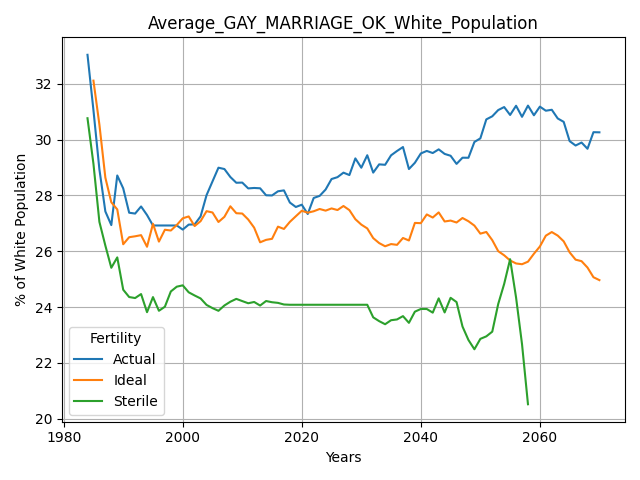 Average_GAY_MARRIAGE_OK_White_Population
% of White Population
32
30
28
26
24
22
20
Fertility
Actual
Ideal
Sterile
1980
2000
2020
2040
2060
Years